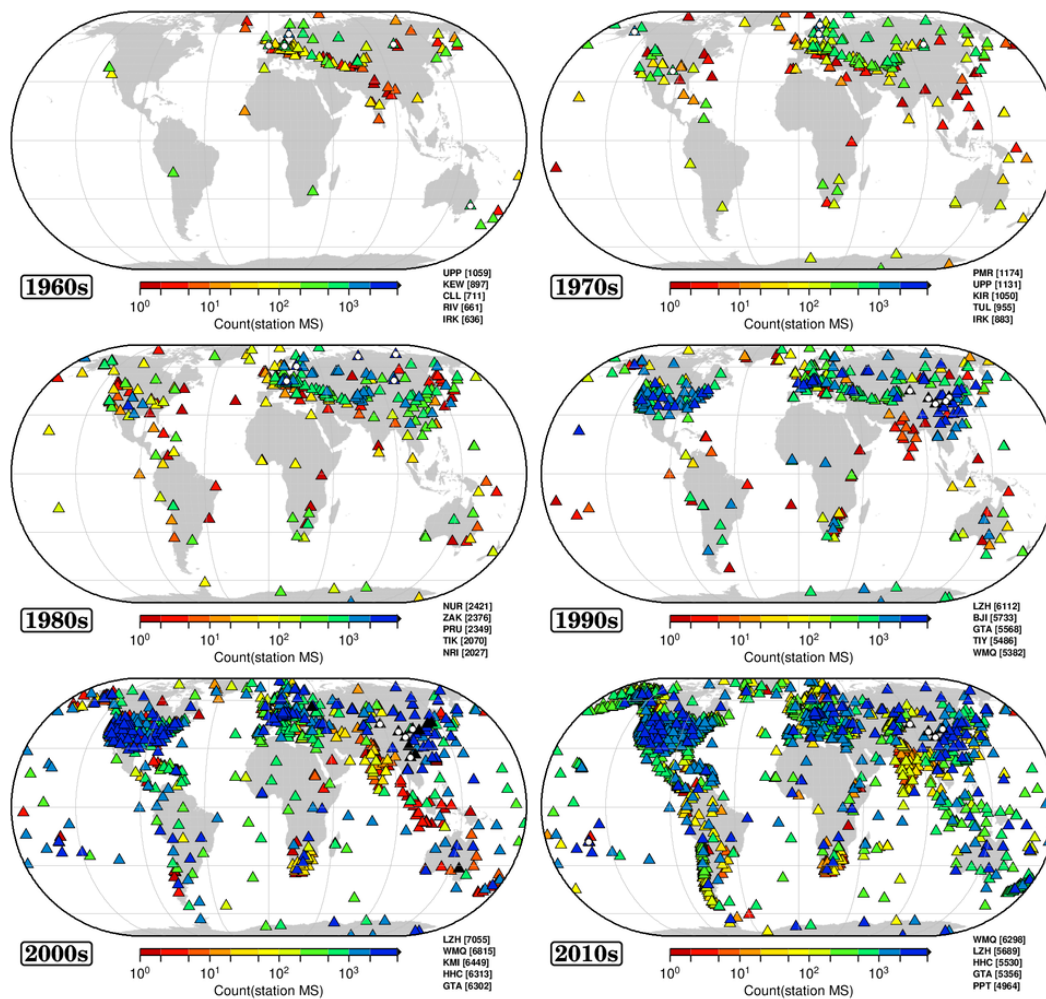 UPP [1059]
KEW [897]
CLL [711]
RIV [661]
IRK [636]
1960s
10⁰ 10¹ 10² 10³
Count(station MS)
PMR [1174]
UPP [1131]
KIR [1050]
TUL [955]
IRK [883]
1970s
10⁰ 10¹ 10² 10³
Count(station MS)
NUR [2421]
ZAK [2376]
PRU [2349]
TIK [2070]
NRI [2027]
1980s
10⁰ 10¹ 10² 10³
Count(station MS)
LZH [6112]
BJI [5733]
GTA [5568]
TIY [5486]
WMQ [5382]
1990s
10⁰ 10¹ 10² 10³
Count(station MS)
LZH [7055]
WMQ [6815]
KMI [6449]
HHC [6313]
GTA [6302]
2000s
10⁰ 10¹ 10² 10³
Count(station MS)
WMQ [6298]
LZH [5689]
HHC [5530]
GTA [5356]
PPT [4964]
2010s
10⁰ 10¹ 10² 10³
Count(station MS)